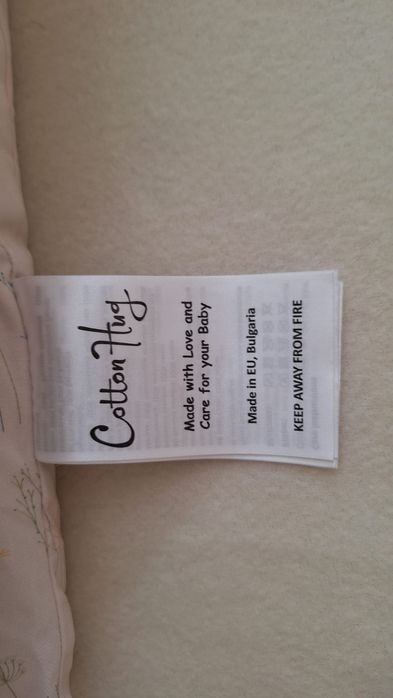 Cotton Hug
Made with Love and
Care for your Baby
Made in EU, Bulgaria
KEEP AWAY FROM FIRE